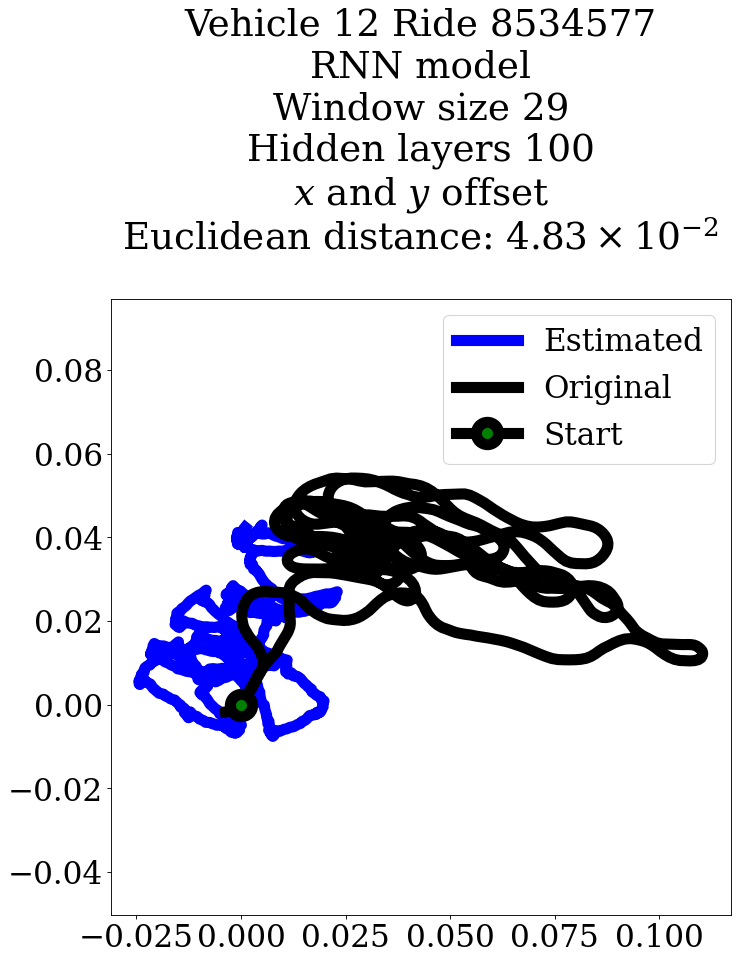 Vehicle 12 Ride 8534577
RNN model
Window size 29
Hidden layers 100
x and y offset
Euclidean distance: 4.83 × 10⁻²
Estimated
Original
Start
0.08
0.06
0.04
0.02
0.00
−0.02
−0.04
−0.025 0.000 0.025 0.050 0.075 0.100